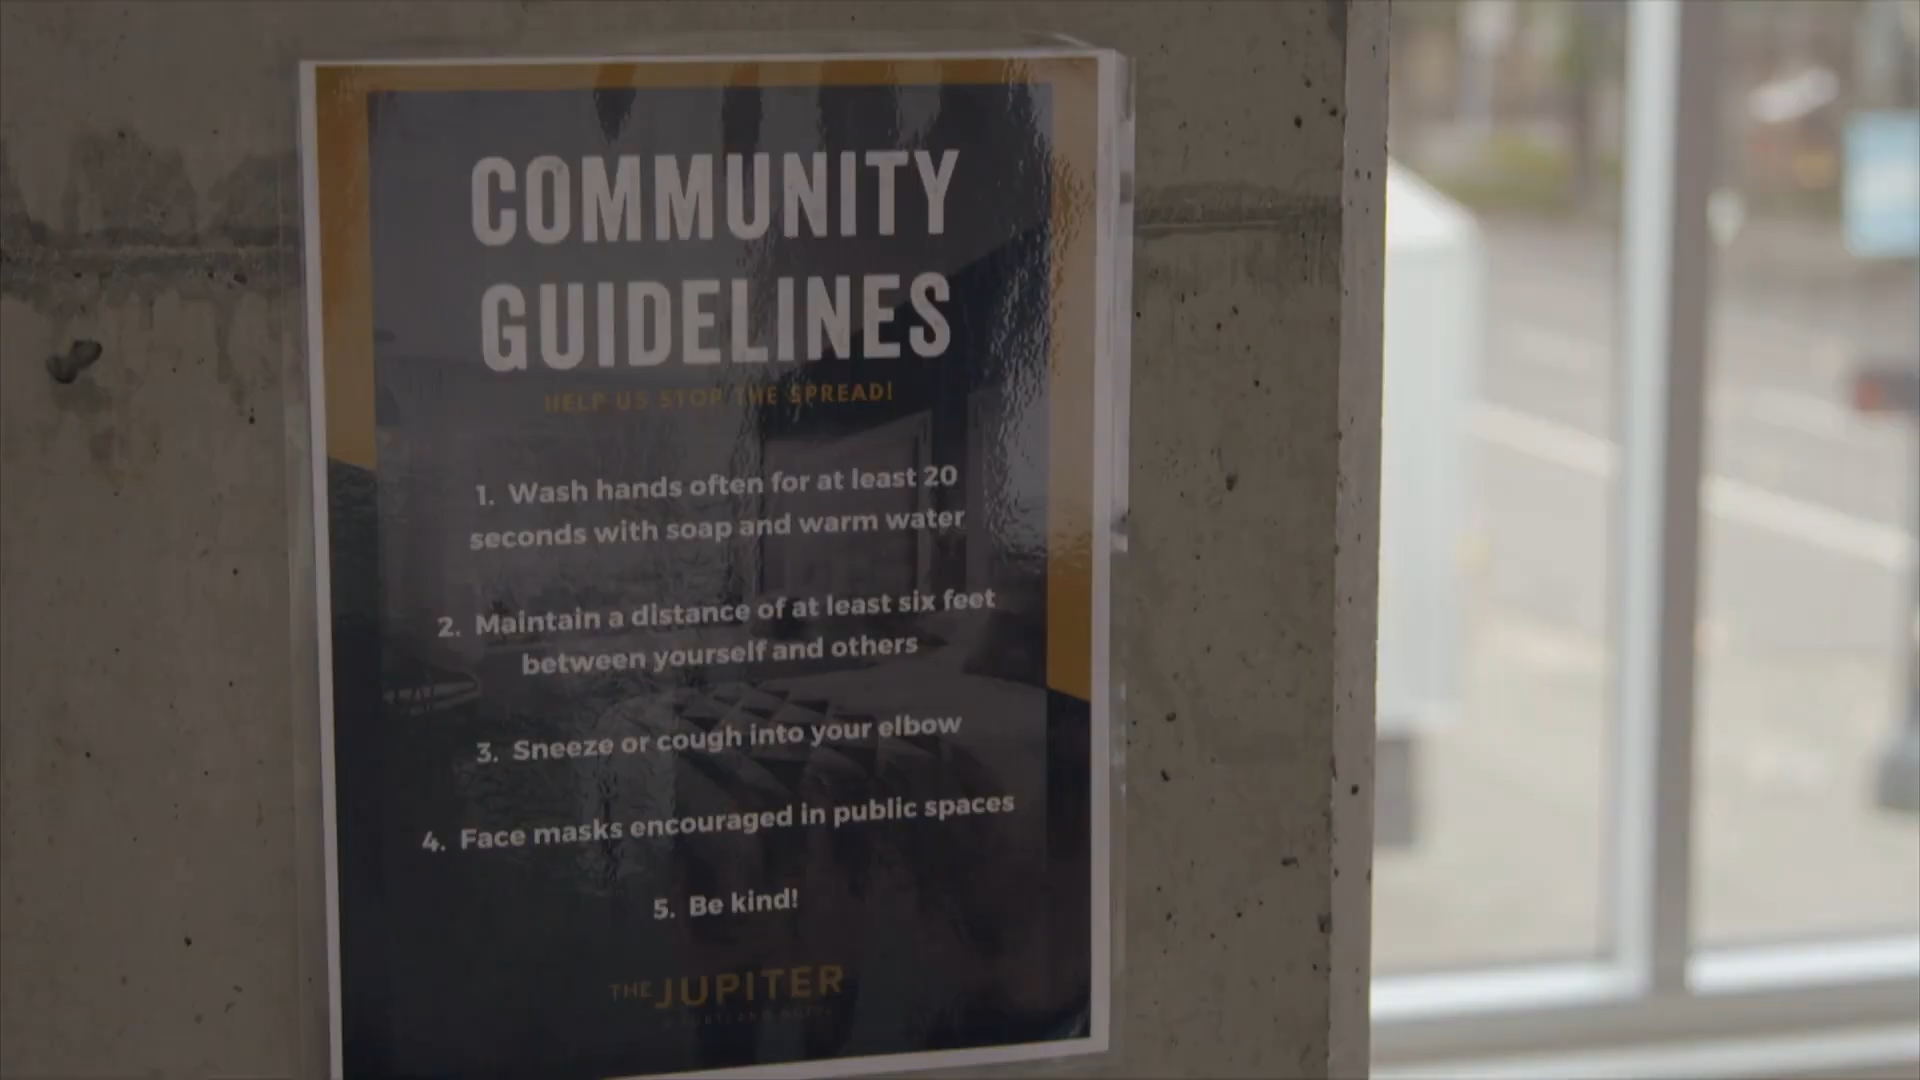 COMMUNITY
GUIDELINES
HELP US STOP THE SPREAD!
1. Wash hands often for at least 20
seconds with soap and warm water
2. Maintain a distance of at least six feet
between yourself and others
3. Sneeze or cough into your elbow
4. Face masks encouraged in public spaces
5. Be kind!
THE JUPITER